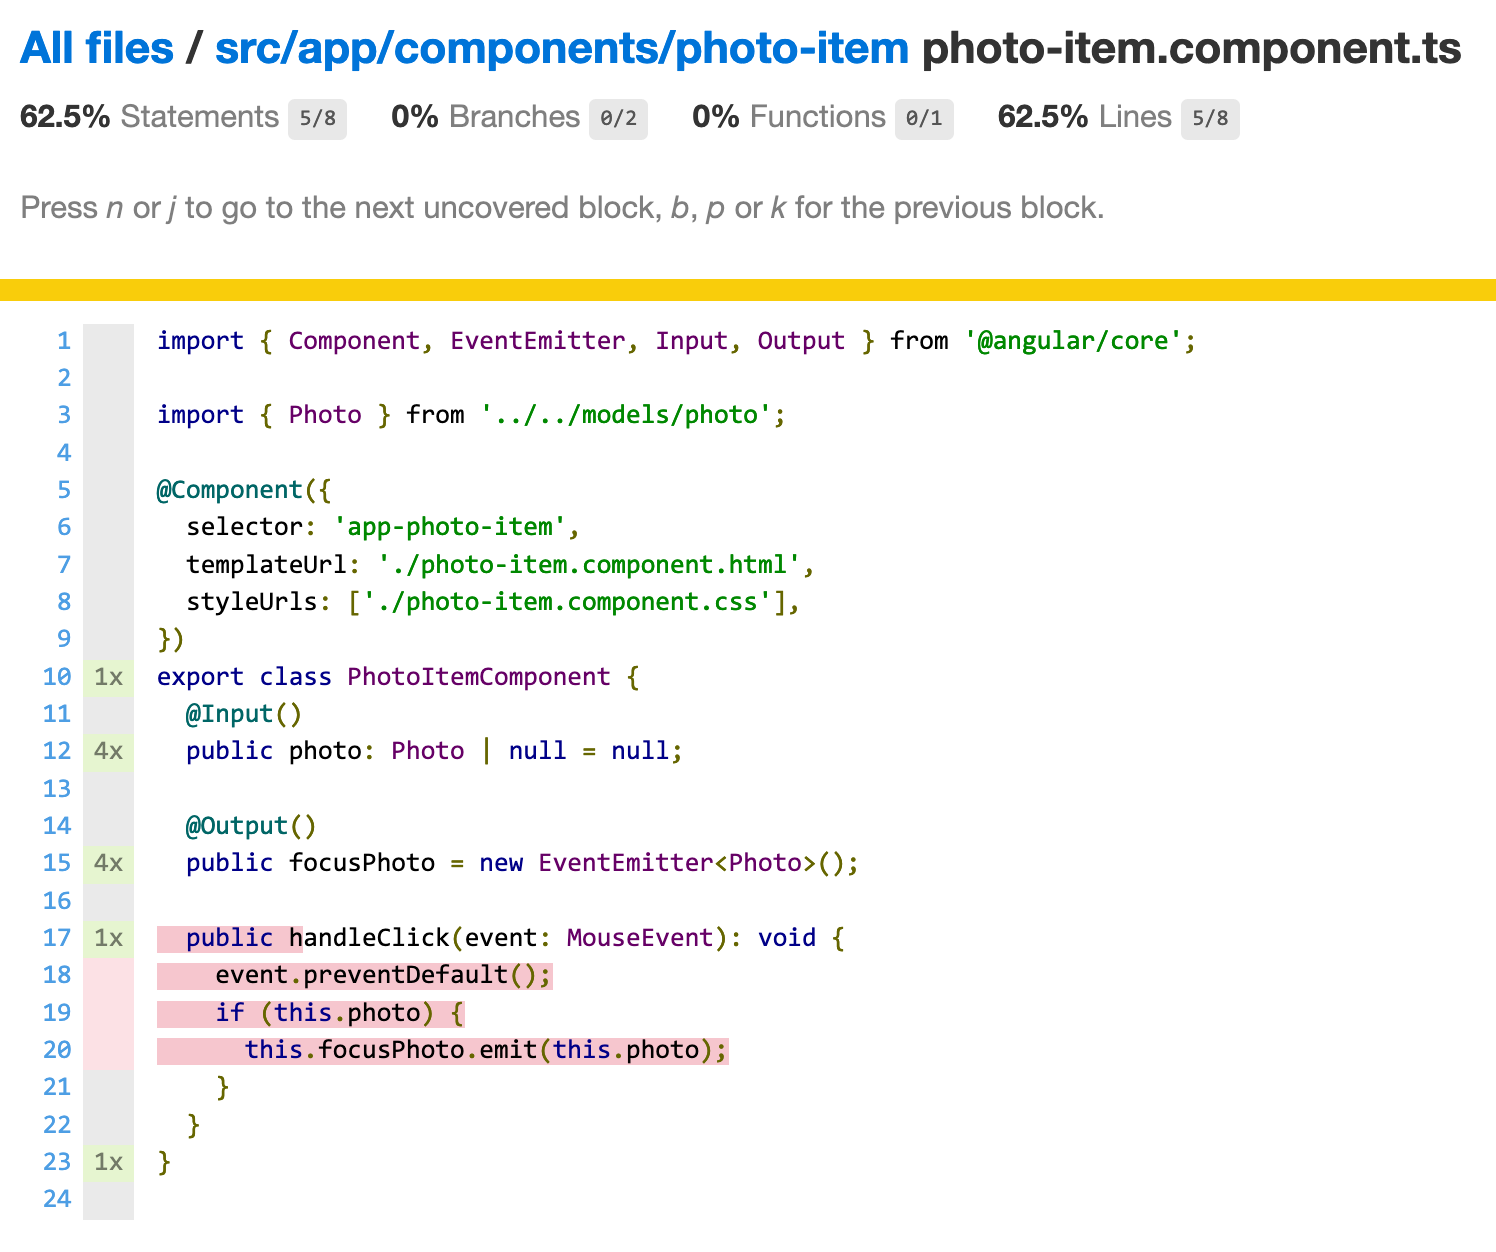 All files / src/app/components/photo-item photo-item.component.ts
62.5% Statements 5/8 0% Branches 0/2 0% Functions 0/1 62.5% Lines 5/8
Press n or j to go to the next uncovered block, b, p or k for the previous block.
1 import { Component, EventEmitter, Input, Output } from '@angular/core';
2
3 import { Photo } from '../../models/photo';
4
5 @Component({
6   selector: 'app-photo-item',
7   templateUrl: './photo-item.component.html',
8   styleUrls: ['./photo-item.component.css'],
9 })
10 1x export class PhotoItemComponent {
11   @Input()
12 4x   public photo: Photo | null = null;
13
14   @Output()
15 4x   public focusPhoto = new EventEmitter<Photo>();
16
17 1x   public handleClick(event: MouseEvent): void {
18     event.preventDefault();
19     if (this.photo) {
20       this.focusPhoto.emit(this.photo);
21     }
22   }
23 1x }
24